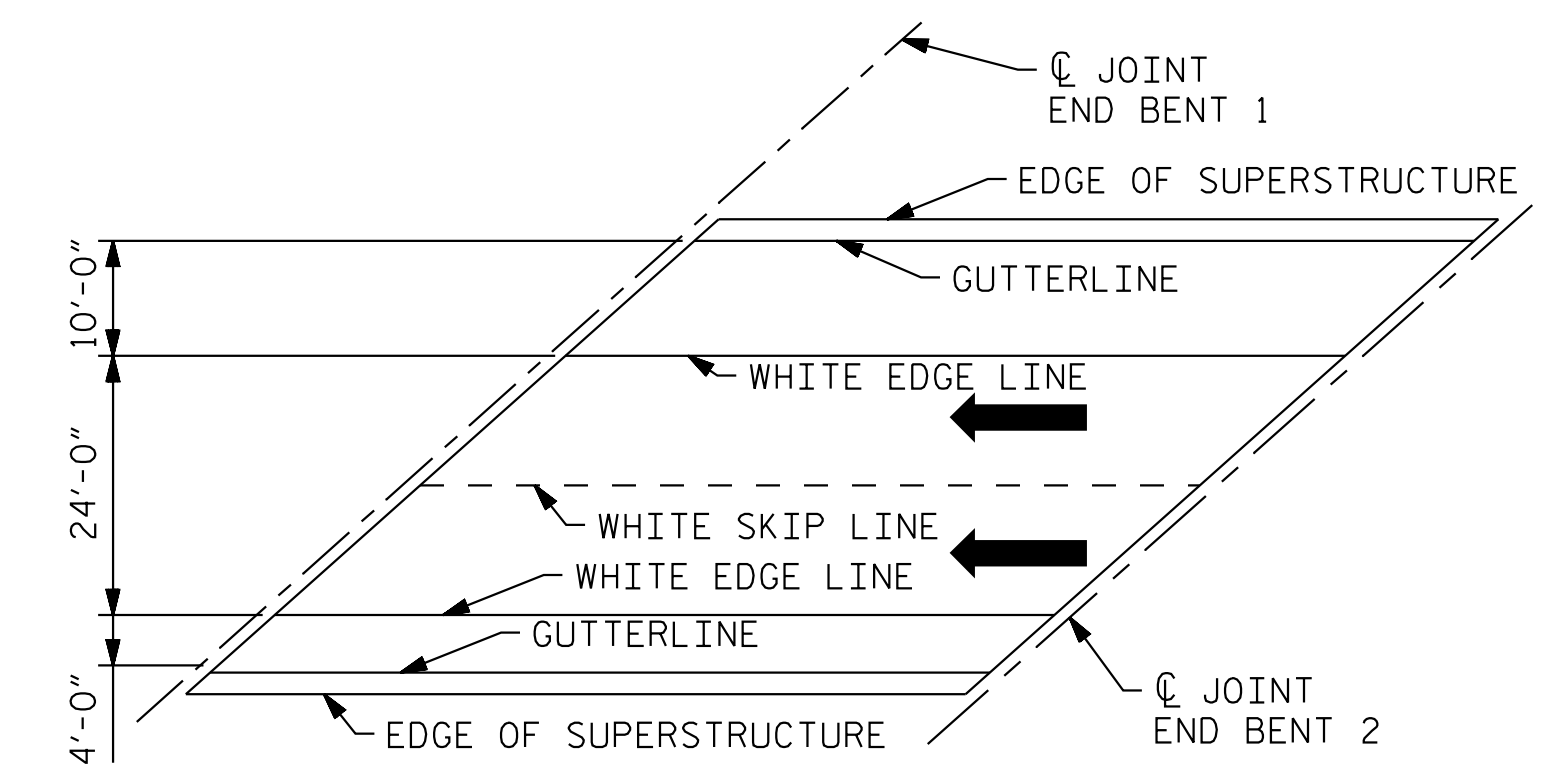 ℄ JOINT
END BENT 1
EDGE OF SUPERSTRUCTURE
10'-0"
GUTTERLINE
WHITE EDGE LINE
24'-0"
WHITE SKIP LINE
WHITE EDGE LINE
GUTTERLINE
4'-0"
℄ JOINT
END BENT 2
EDGE OF SUPERSTRUCTURE